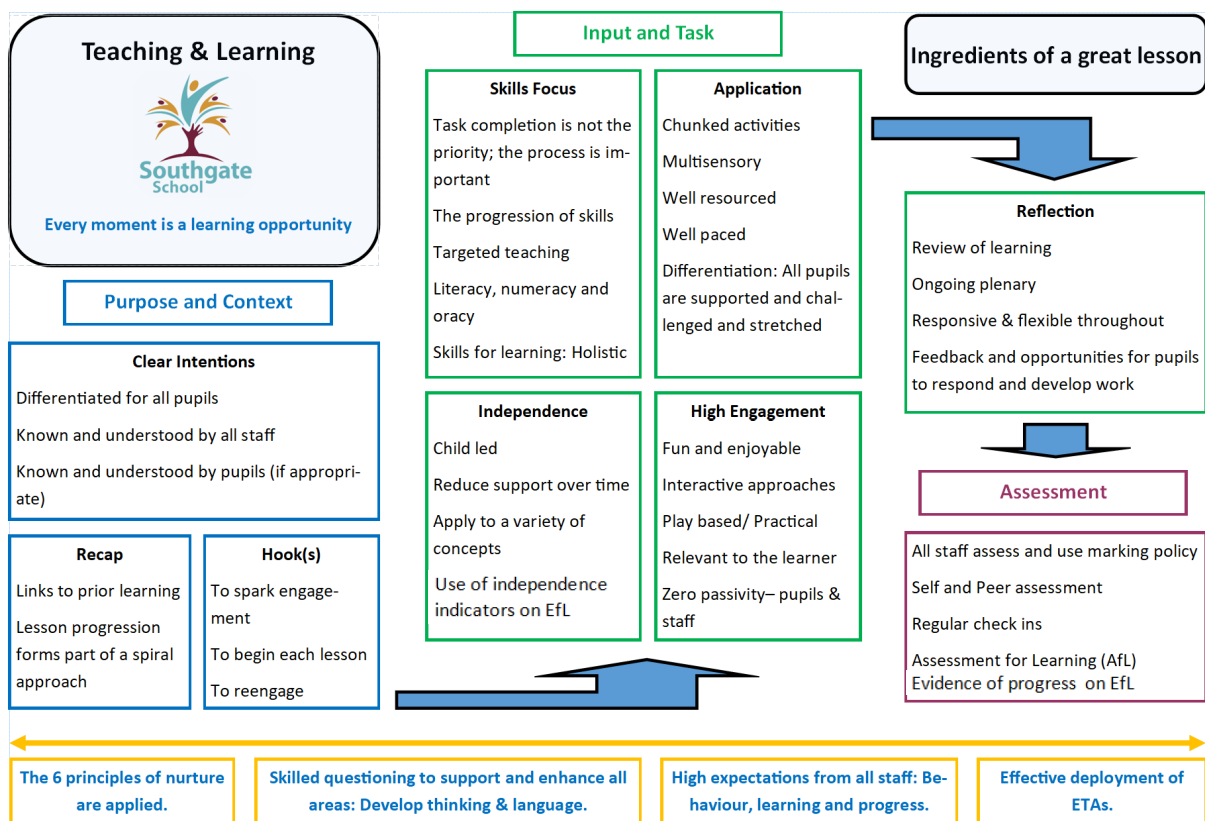 Teaching & Learning
Southgate
School
Every moment is a learning opportunity
Purpose and Context
Clear Intentions
Differentiated for all pupils
Known and understood by all staff
Known and understood by pupils (if appropri-
ate)
Recap
Links to prior learning
Lesson progression
forms part of a spiral
approach
Hook(s)
To spark engage-
ment
To begin each lesson
To reengage
Input and Task
Skills Focus
Task completion is not the
priority; the process is im-
portant
The progression of skills
Targeted teaching
Literacy, numeracy and
oracy
Skills for learning: Holistic
Application
Chunked activities
Multisensory
Well resourced
Well paced
Differentiation: All pupils
are supported and chal-
lenged and stretched
Independence
Child led
Reduce support over time
Apply to a variety of
concepts
Use of independence
indicators on EfL
High Engagement
Fun and enjoyable
Interactive approaches
Play based/ Practical
Relevant to the learner
Zero passivity– pupils &
staff
Ingredients of a great lesson
Reflection
Review of learning
Ongoing plenary
Responsive & flexible throughout
Feedback and opportunities for pupils
to respond and develop work
Assessment
All staff assess and use marking policy
Self and Peer assessment
Regular check ins
Assessment for Learning (AfL)
Evidence of progress on EfL
The 6 principles of nurture
are applied.
Skilled questioning to support and enhance all
areas: Develop thinking & language.
High expectations from all staff: Be-
haviour, learning and progress.
Effective deployment of
ETAs.